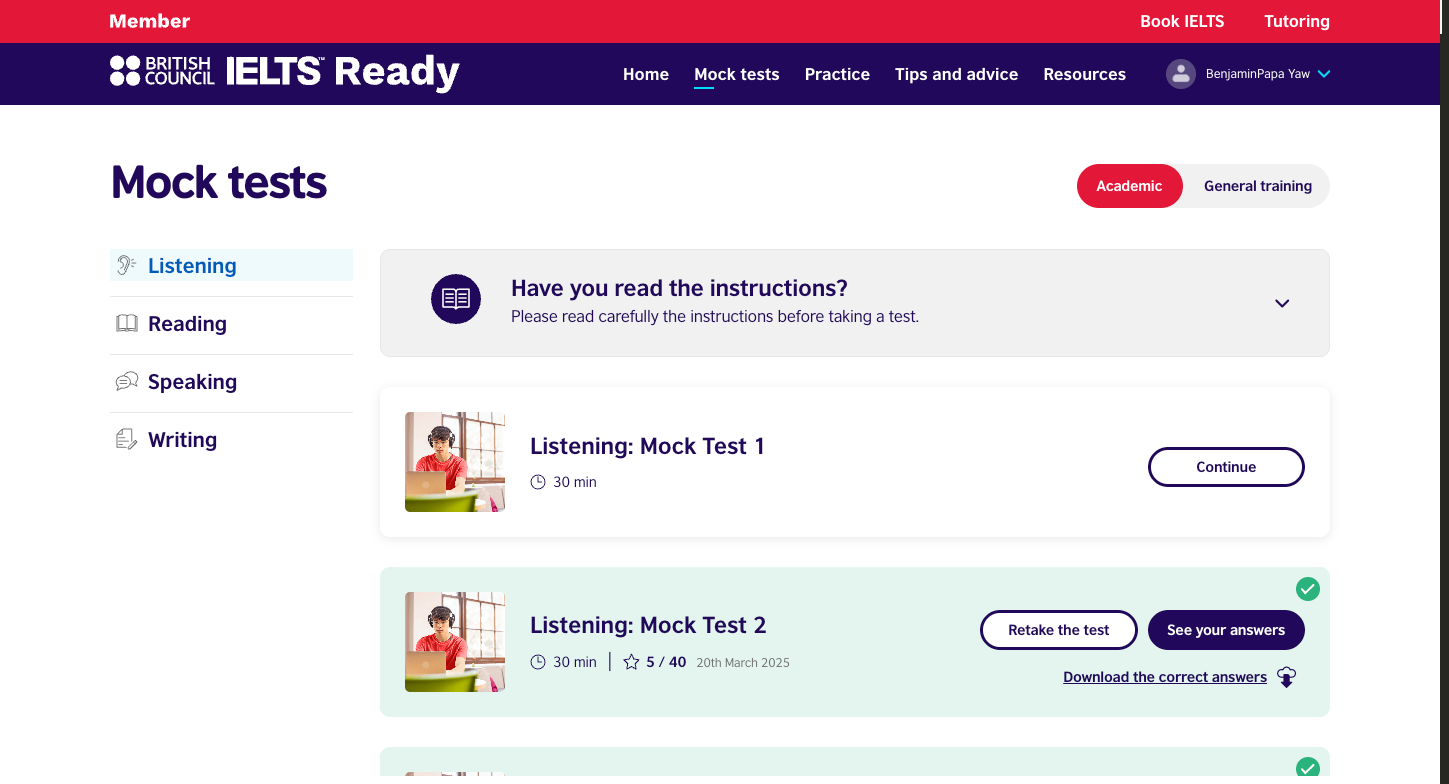 Member
Book IELTS
Tutoring
BRITISH
COUNCIL
IELTS™ Ready
Home
Mock tests
Practice
Tips and advice
Resources
BenjaminPapa Yaw
Mock tests
Academic
General training
Listening
Reading
Speaking
Writing
Have you read the instructions?
Please read carefully the instructions before taking a test.
Listening: Mock Test 1
30 min
Continue
Listening: Mock Test 2
30 min | 5 / 40 20th March 2025
Retake the test
See your answers
Download the correct answers